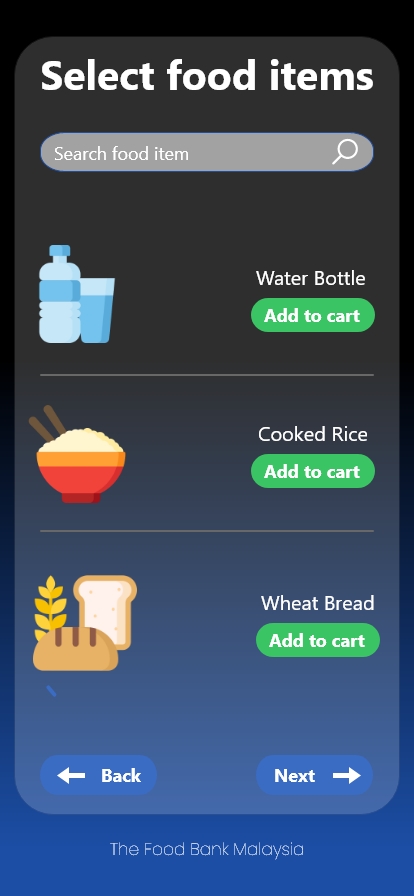 Select food items
Search food item
Water Bottle
Add to cart
Cooked Rice
Add to cart
Wheat Bread
Add to cart
Back
Next
The Food Bank Malaysia